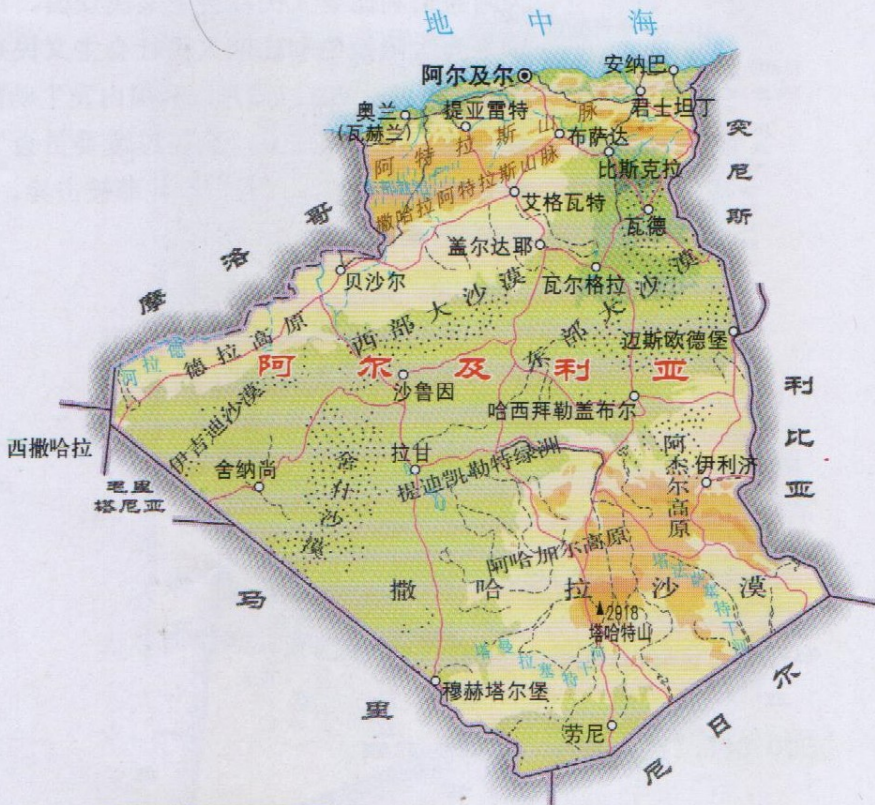 地中海
阿尔及尔
安纳巴
奥兰
(瓦赫兰)
提亚雷特
君士坦丁
布萨达
阿特拉斯山脉
比斯克拉
突尼斯
撒哈拉阿特拉斯山脉
艾格瓦特
瓦德
摩洛哥
盖尔达耶
贝沙尔
瓦尔格拉
西部大沙漠
东部大沙漠
德拉高原
迈斯欧德堡
阿尔及利亚
沙鲁因
利比亚
哈西拜勒盖布尔
伊吉迪沙漠
西撒哈拉
拉甘
舍纳尚
提迪凯勒特绿洲
阿杰尔高原
伊利济
毛里
塔尼亚
舍什沙漠
阿哈加尔高原
撒哈拉沙漠
2918
塔哈特山
马里
穆赫塔尔堡
劳尼
尼日尔